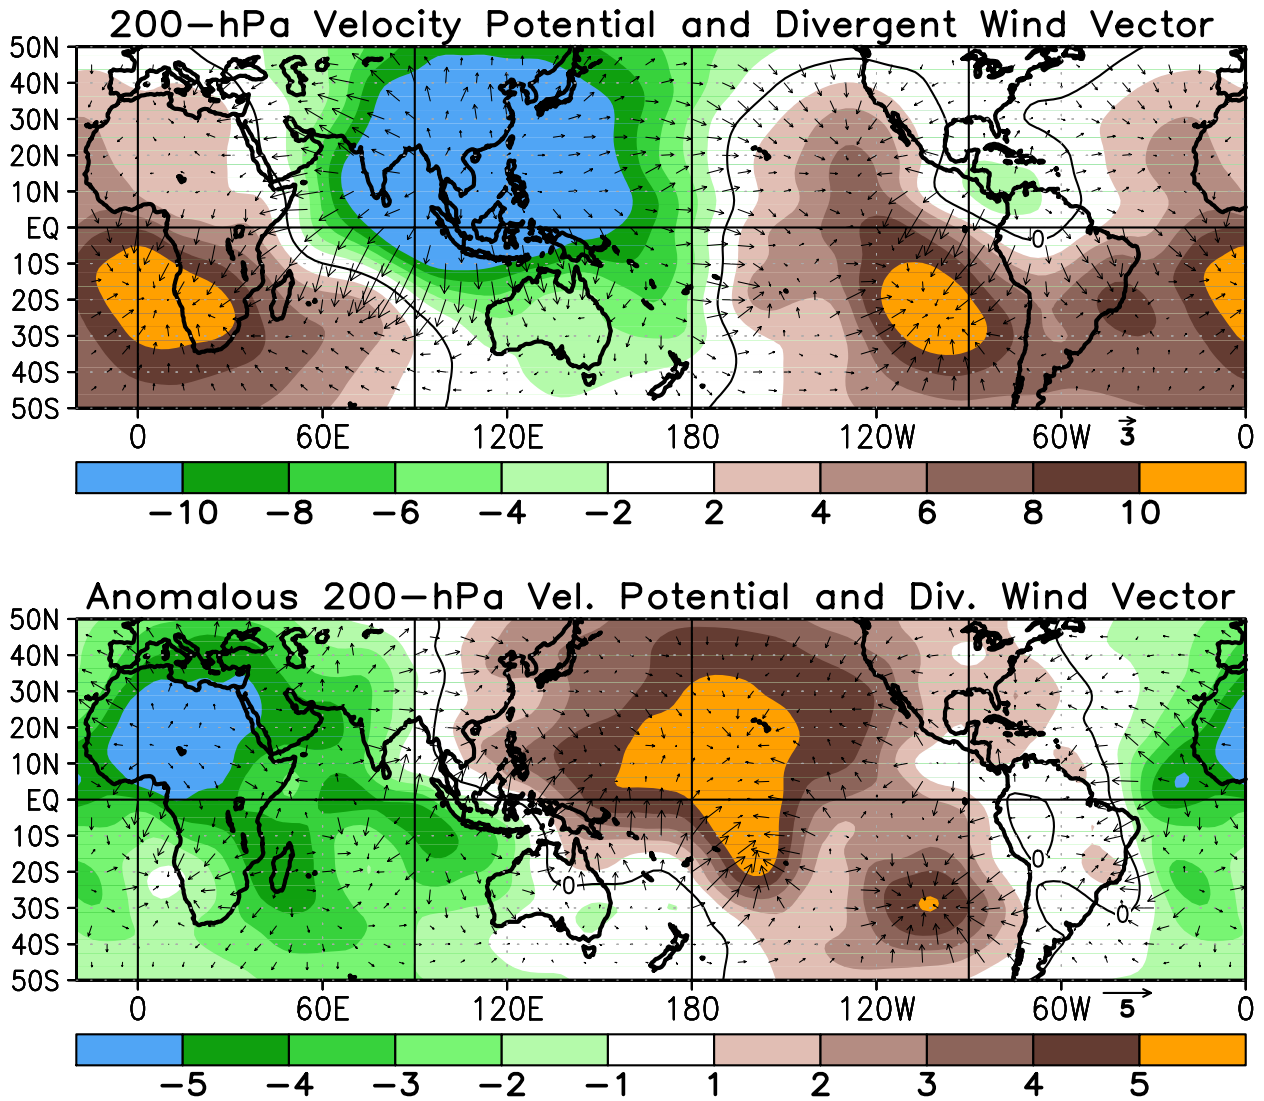 200-hPa Velocity Potential and Divergent Wind Vector
50N
40N
30N
20N
10N
EQ
10S
20S
30S
40S
50S
0
0 60E 120E 180 120W 60W 3 0
-10 -8 -6 -4 -2 2 4 6 8 10
Anomalous 200-hPa Vel. Potential and Div. Wind Vector
50N
40N
30N
20N
10N
EQ
10S
20S
30S
40S
50S
0
0
0
0 60E 120E 180 120W 60W 5 0
-5 -4 -3 -2 -1 1 2 3 4 5